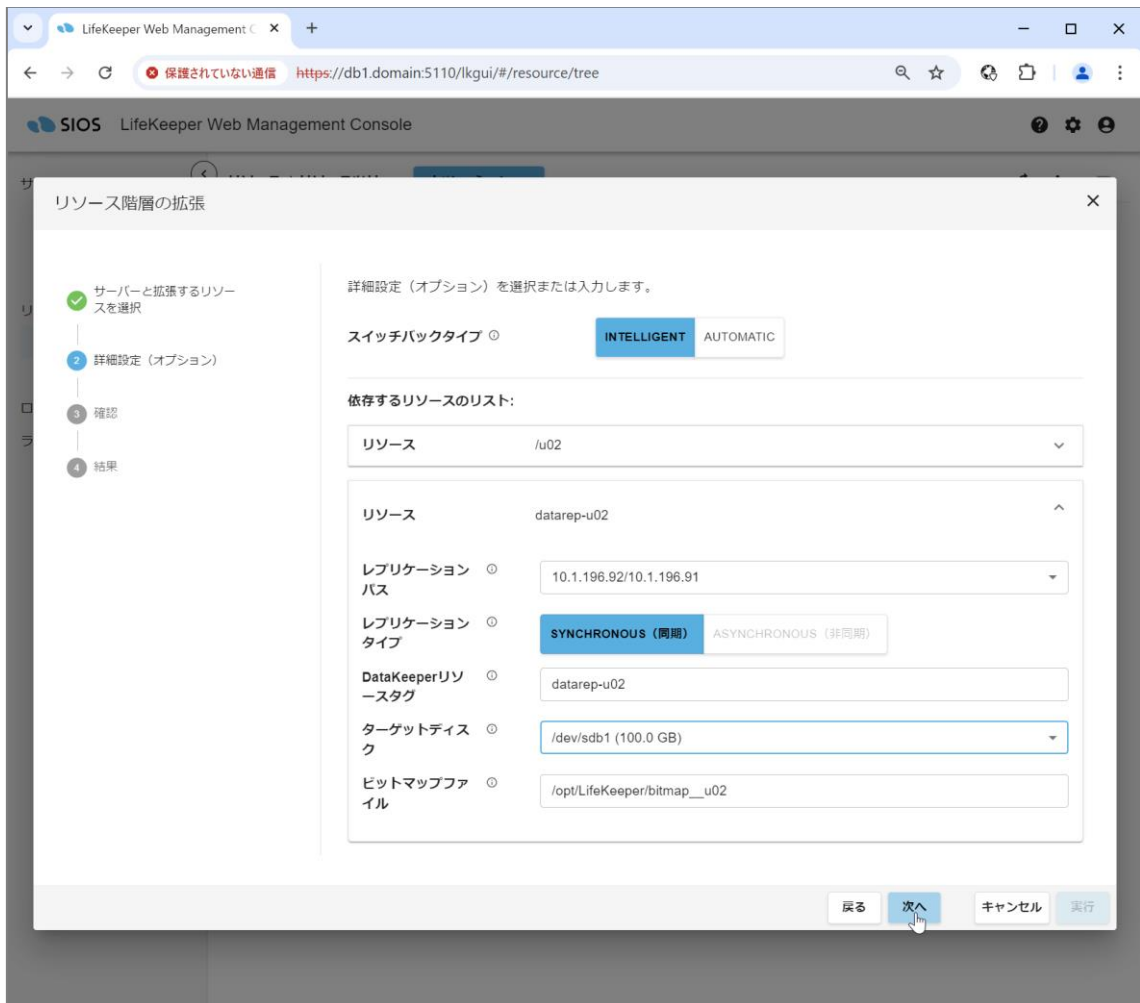 LifeKeeper Web Management C
保護されていない通信 https://db1.domain:5110/lkgui/#/resource/tree
SIOS LifeKeeper Web Management Console
サ
リソース階層の拡張
サーバーと拡張するリソー
スを選択
2 詳細設定（オプション）
3 確認
4 結果
リ
ロ
ラ
詳細設定（オプション）を選択または入力します。
スイッチバックタイプ INTELLIGENT AUTOMATIC
依存するリソースのリスト:
リソース /u02
リソース datarep-u02
レプリケーション
パス
10.1.196.92/10.1.196.91
レプリケーション
タイプ
SYNCHRONOUS（同期） ASYNCHRONOUS（非同期）
DataKeeperリソ
ースタグ
datarep-u02
ターゲットディス
ク
/dev/sdb1 (100.0 GB)
ビットマップファ
イル
/opt/LifeKeeper/bitmap__u02
戻る 次へ キャンセル 実行